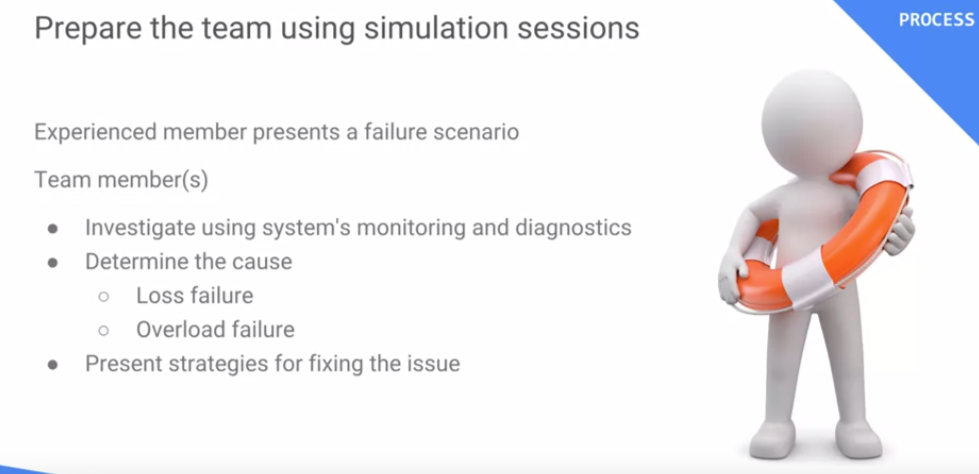 Prepare the team using simulation sessions
PROCESS
Experienced member presents a failure scenario
Team member(s)
● Investigate using system's monitoring and diagnostics
● Determine the cause
○ Loss failure
○ Overload failure
● Present strategies for fixing the issue